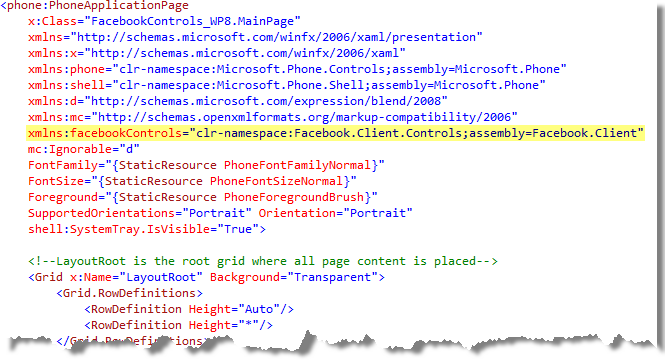 <phone:PhoneApplicationPage
x:Class="FacebookControls_WP8.MainPage"
xmlns="http://schemas.microsoft.com/winfx/2006/xaml/presentation"
xmlns:x="http://schemas.microsoft.com/winfx/2006/xaml"
xmlns:phone="clr-namespace:Microsoft.Phone.Controls;assembly=Microsoft.Phone"
xmlns:shell="clr-namespace:Microsoft.Phone.Shell;assembly=Microsoft.Phone"
xmlns:d="http://schemas.microsoft.com/expression/blend/2008"
xmlns:mc="http://schemas.openxmlformats.org/markup-compatibility/2006"
xmlns:facebookControls="clr-namespace:Facebook.Client.Controls;assembly=Facebook.Client"
mc:Ignorable="d"
FontFamily="{StaticResource PhoneFontFamilyNormal}"
FontSize="{StaticResource PhoneFontSizeNormal}"
Foreground="{StaticResource PhoneForegroundBrush}"
SupportedOrientations="Portrait" Orientation="Portrait"
shell:SystemTray.IsVisible="True">
<!--LayoutRoot is the root grid where all page content is placed-->
<Grid x:Name="LayoutRoot" Background="Transparent">
<Grid.RowDefinitions>
<RowDefinition Height="Auto"/>
<RowDefinition Height="*"/>
</Grid.RowDefinitions>